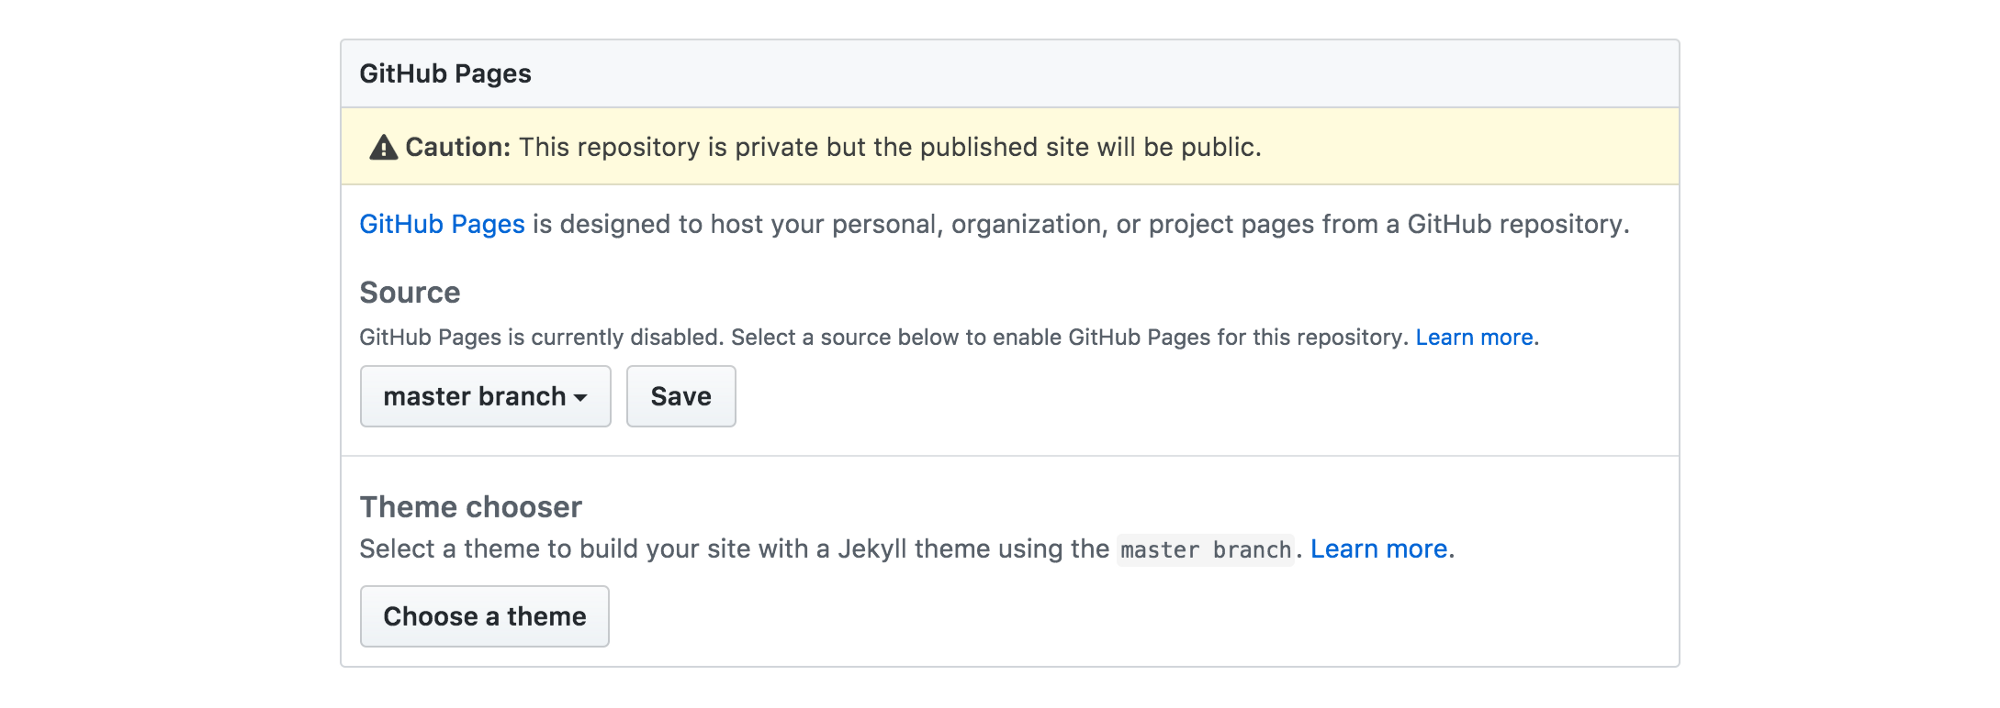 GitHub Pages
Caution: This repository is private but the published site will be public.
GitHub Pages is designed to host your personal, organization, or project pages from a GitHub repository.
Source
GitHub Pages is currently disabled. Select a source below to enable GitHub Pages for this repository. Learn more.
master branch Save
Theme chooser
Select a theme to build your site with a Jekyll theme using the master branch. Learn more.
Choose a theme